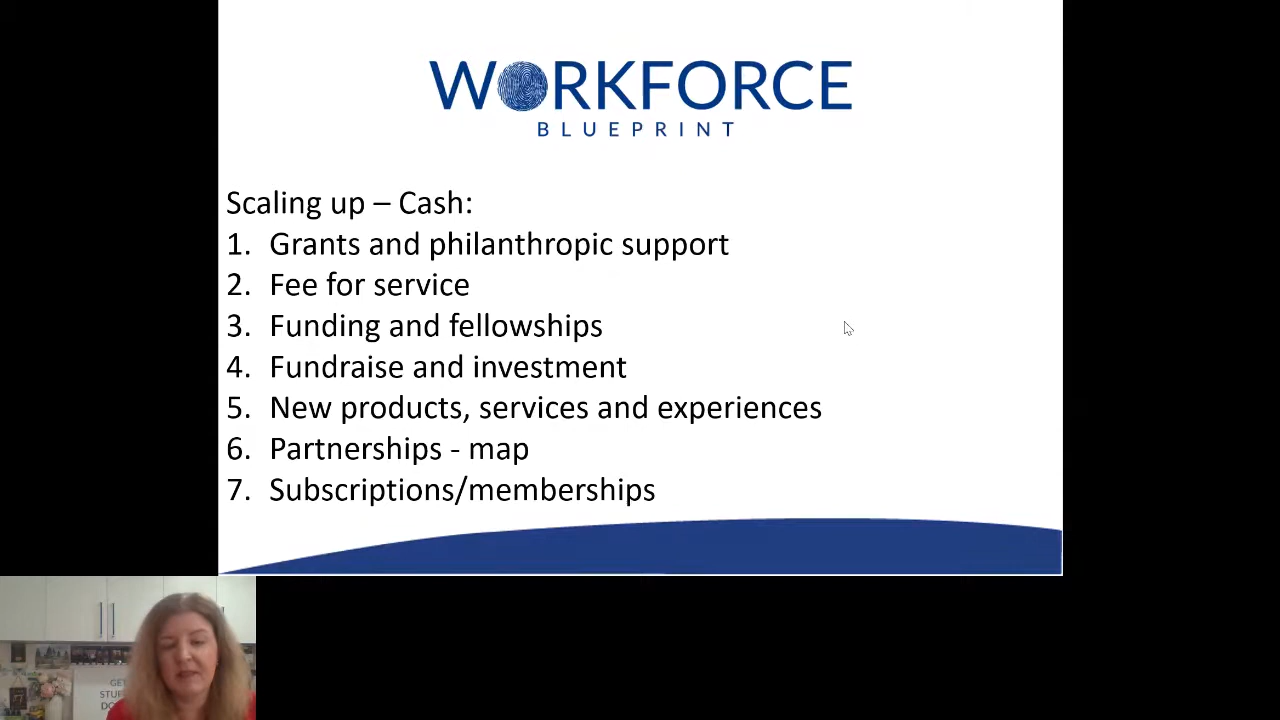 WORKFORCE
BLUEPRINT
Scaling up – Cash:
1. Grants and philanthropic support
2. Fee for service
3. Funding and fellowships
4. Fundraise and investment
5. New products, services and experiences
6. Partnerships - map
7. Subscriptions/memberships